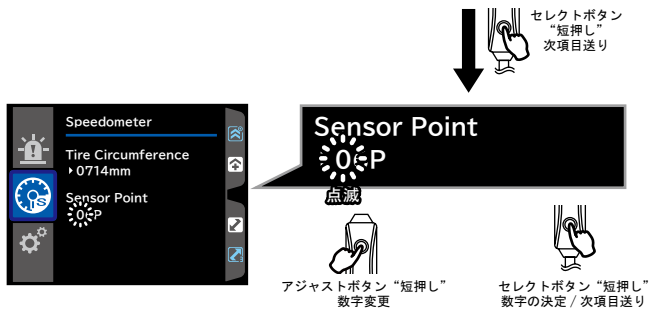 セレクトボタン
“短押し”
次項目送り
Speedometer
Tire Circumference
0714mm
Sensor Point
06P
Sensor Point
06P
点滅
アジャストボタン “短押し”
数字変更
セレクトボタン “短押し”
数字の決定 / 次項目送り